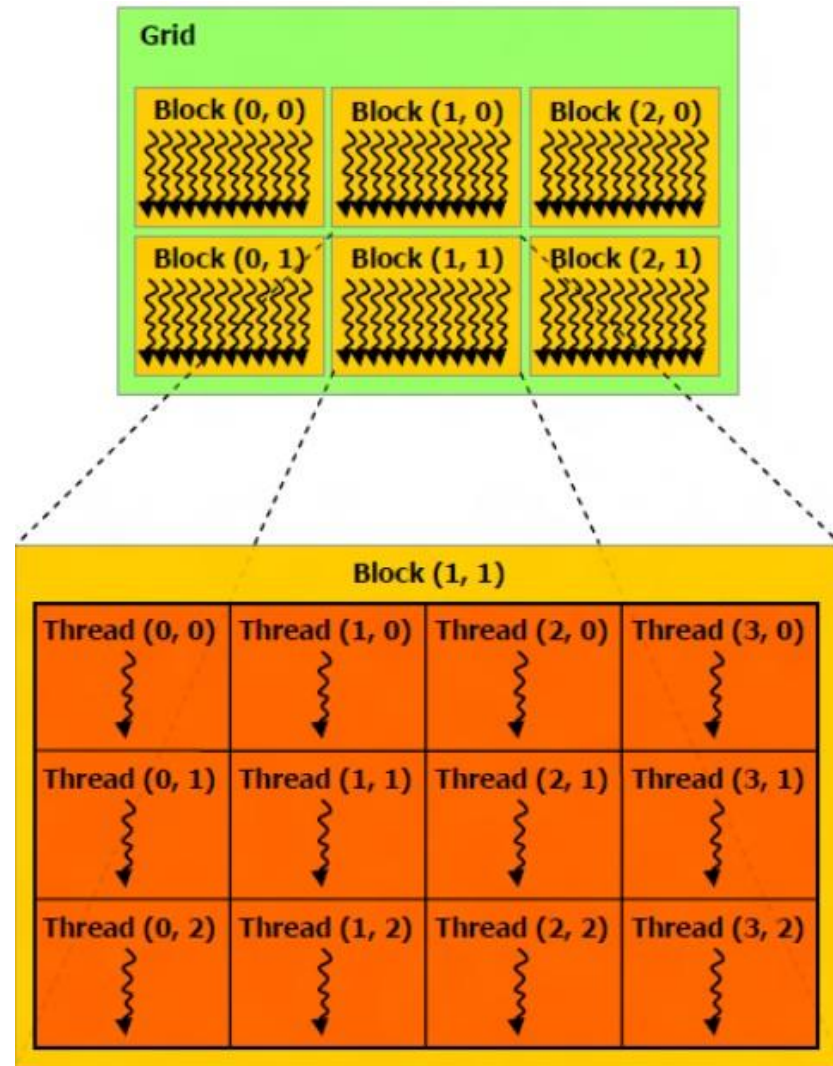 Grid
Block (0, 0) Block (1, 0) Block (2, 0)
Block (0, 1) Block (1, 1) Block (2, 1)
Block (1, 1)
Thread (0, 0) Thread (1, 0) Thread (2, 0) Thread (3, 0)
Thread (0, 1) Thread (1, 1) Thread (2, 1) Thread (3, 1)
Thread (0, 2) Thread (1, 2) Thread (2, 2) Thread (3, 2)